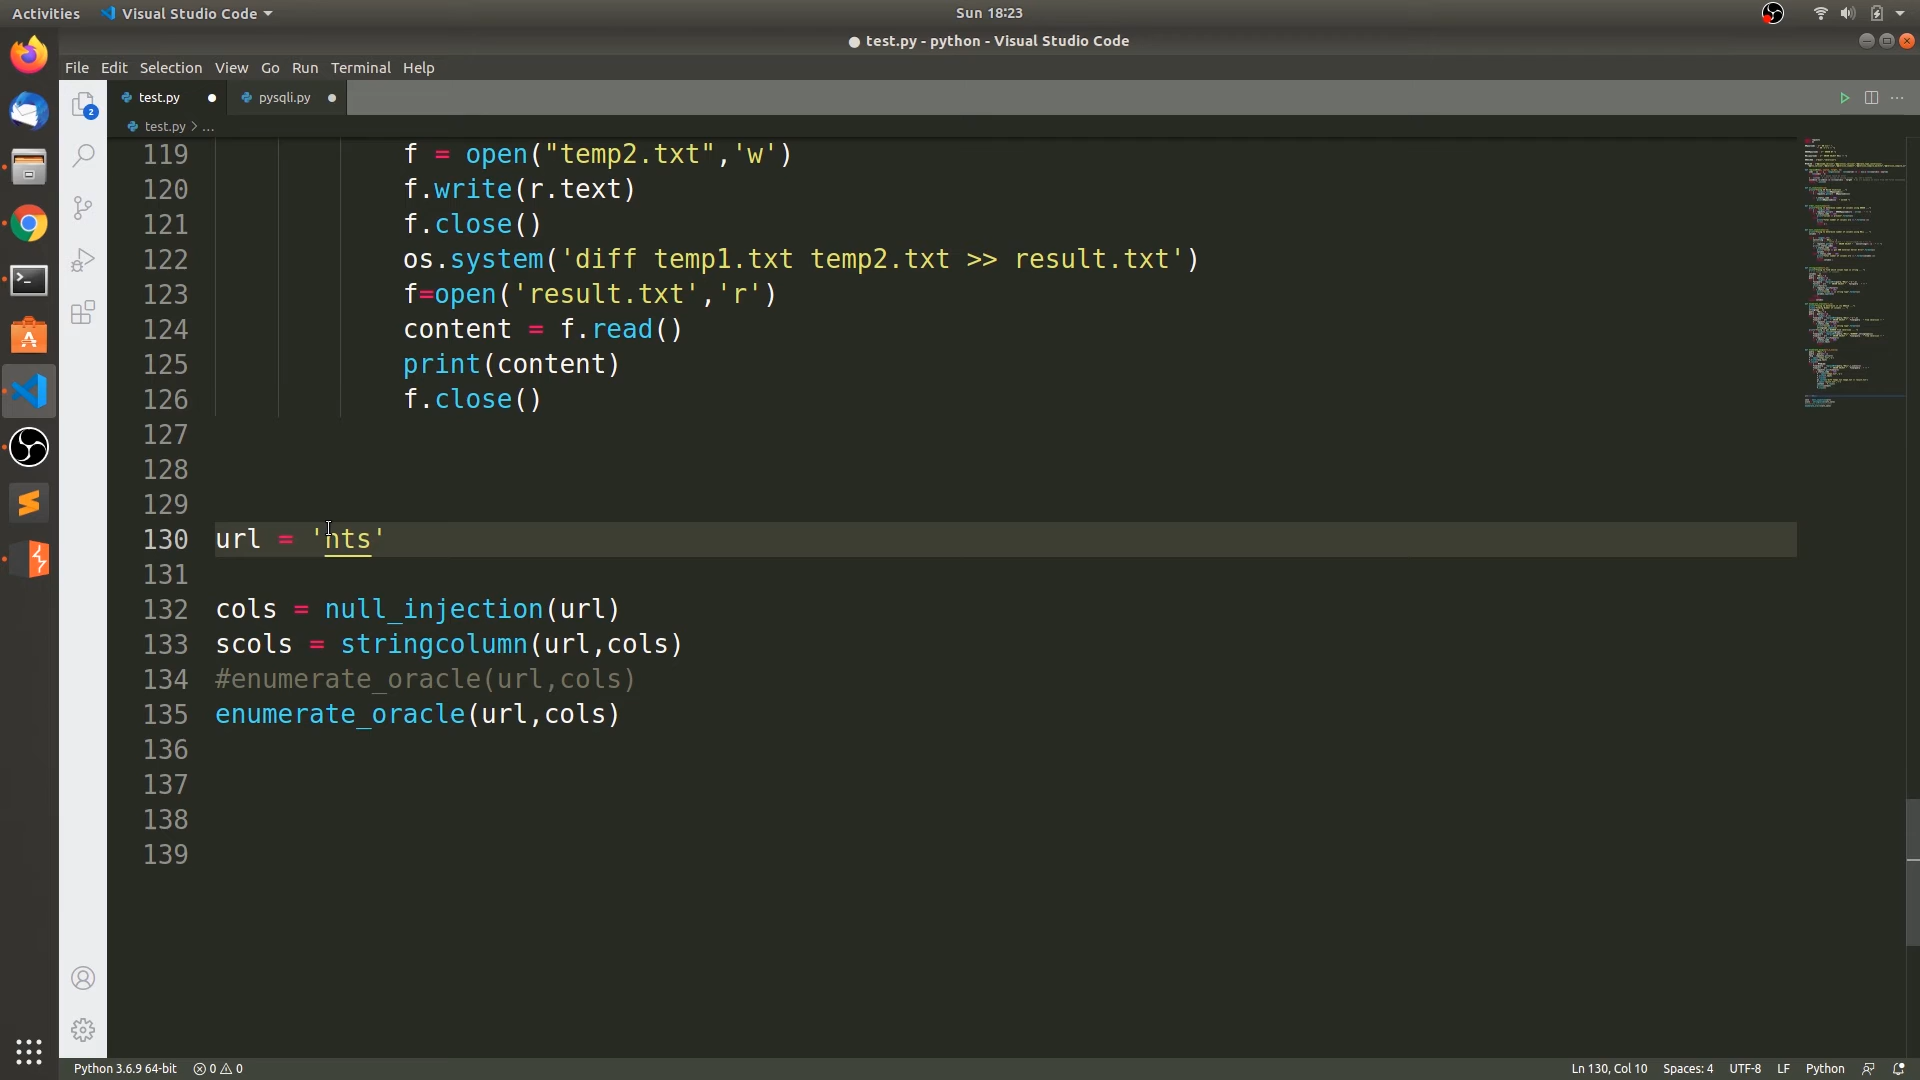 Activities Visual Studio Code Sun 18:23
test.py - python - Visual Studio Code
File Edit Selection View Go Run Terminal Help
2 test.py pysqli.py
test.py > ...
119 f = open("temp2.txt",'w')
120 f.write(r.text)
121 f.close()
122 os.system('diff temp1.txt temp2.txt >> result.txt')
123 f=open('result.txt','r')
124 content = f.read()
125 print(content)
126 f.close()
127
128
129
130 url = 'nts'
131
132 cols = null_injection(url)
133 scols = stringcolumn(url,cols)
134 #enumerate_oracle(url,cols)
135 enumerate_oracle(url,cols)
136
137
138
139
Python 3.6.9 64-bit 0 0 Ln 130, Col 10 Spaces: 4 UTF-8 LF Python